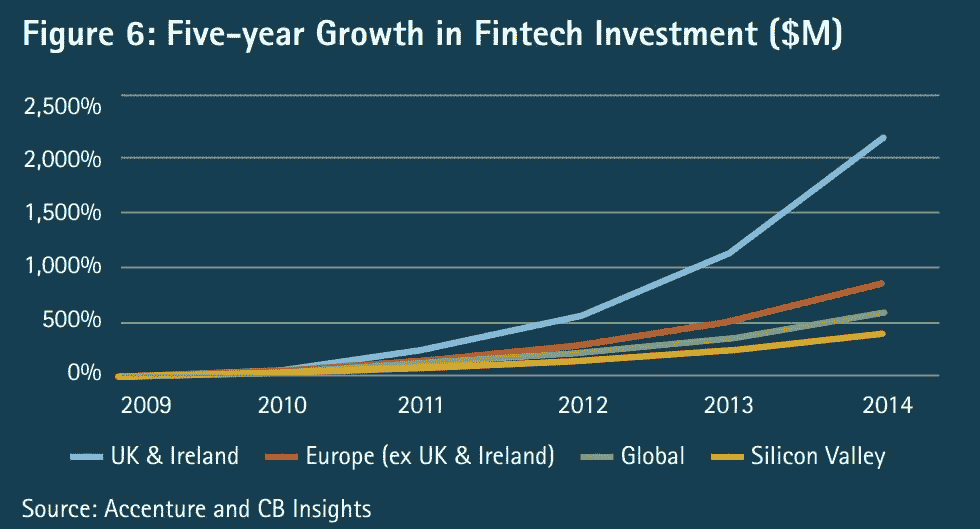 Figure 6: Five-year Growth in Fintech Investment ($M)
2,500%
2,000%
1,500%
1,000%
500%
0%
2009 2010 2011 2012 2013 2014
UK & Ireland Europe (ex UK & Ireland) Global Silicon Valley
Source: Accenture and CB Insights